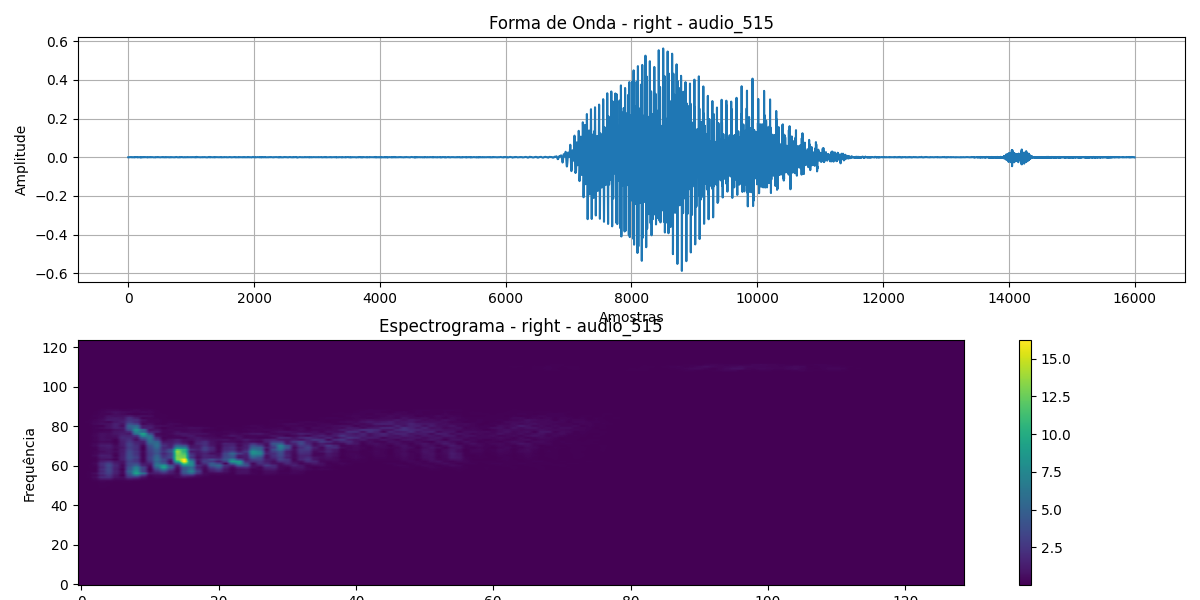 Forma de Onda - right - audio_515
0.6
0.4
0.2
0.0
−0.2
−0.4
−0.6
Amplitude
0 2000 4000 6000 8000 10000 12000 14000 16000
Amostras
Espectrograma - right - audio_515
120
100
80
60
40
20
0
Frequência
0 20 40 60 80 100 120
15.0
12.5
10.0
7.5
5.0
2.5